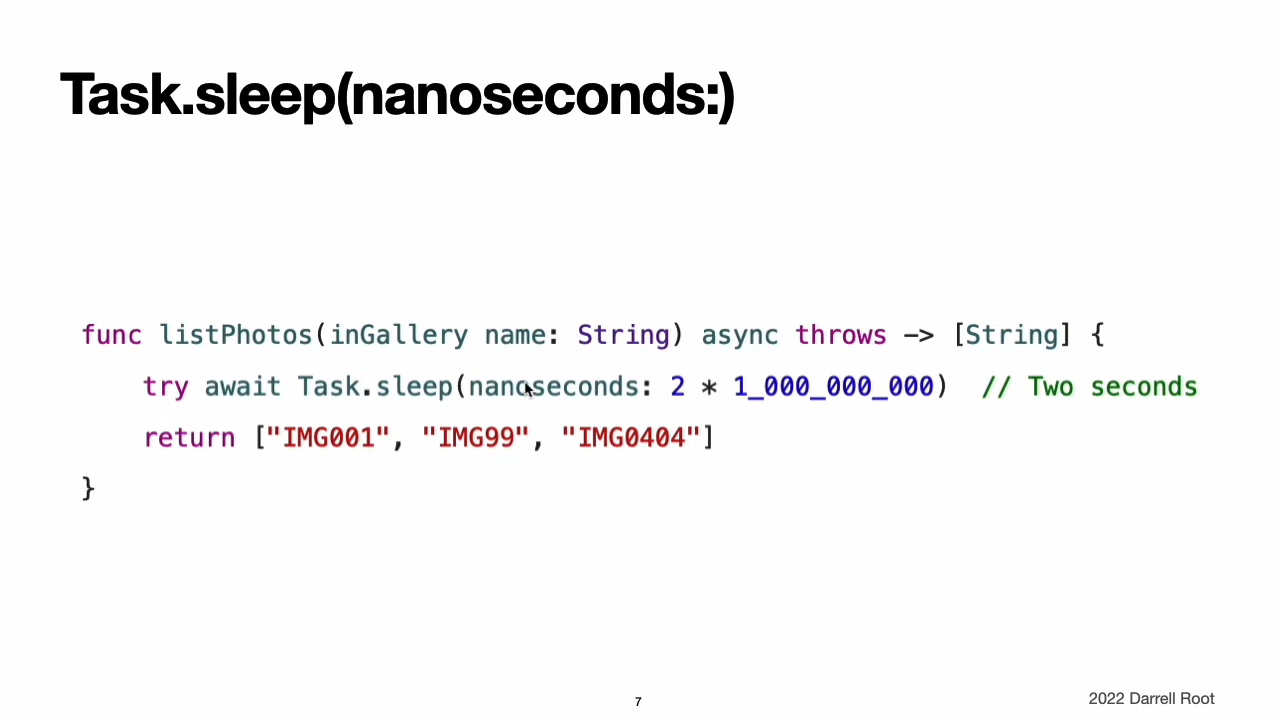 Task.sleep(nanoseconds:)
func listPhotos(inGallery name: String) async throws -> [String] {
    try await Task.sleep(nanoseconds: 2 * 1_000_000_000)  // Two seconds
    return ["IMG001", "IMG99", "IMG0404"]
}
7
2022 Darrell Root